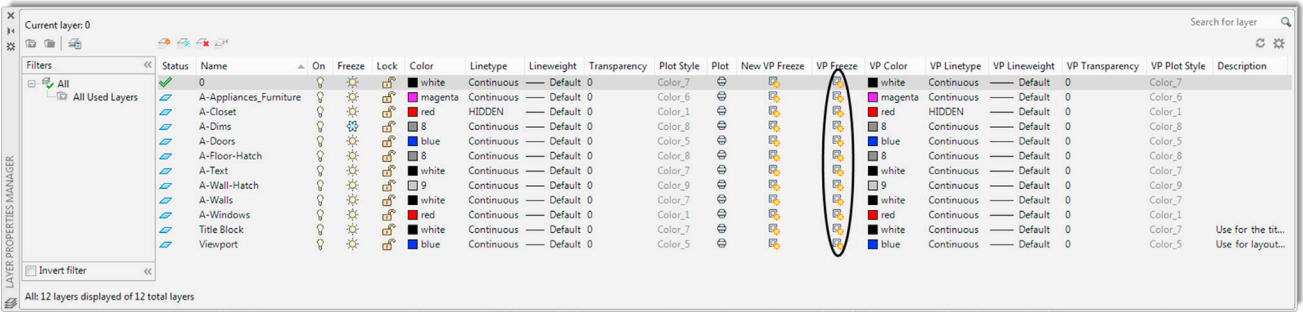 Current layer: 0
Search for layer
Filters
All
All Used Layers
Invert filter
Status Name On Freeze Lock Color Linetype Lineweight Transparency Plot Style Plot New VP Freeze VP Freeze VP Color VP Linetype VP Lineweight VP Transparency VP Plot Style Description
0 white Continuous Default 0 Color_7 white Continuous Default 0 Color_7
A-Appliances_Furniture magenta Continuous Default 0 Color_6 magenta Continuous Default 0 Color_6
A-Closet red HIDDEN Default 0 Color_1 red HIDDEN Default 0 Color_1
A-Dims 8 Continuous Default 0 Color_8 8 Continuous Default 0 Color_8
A-Doors blue Continuous Default 0 Color_5 blue Continuous Default 0 Color_5
A-Floor-Hatch 8 Continuous Default 0 Color_8 8 Continuous Default 0 Color_8
A-Text white Continuous Default 0 Color_7 white Continuous Default 0 Color_7
A-Wall-Hatch 9 Continuous Default 0 Color_9 9 Continuous Default 0 Color_9
A-Walls white Continuous Default 0 Color_7 white Continuous Default 0 Color_7
A-Windows red Continuous Default 0 Color_1 red Continuous Default 0 Color_1
Title Block white Continuous Default 0 Color_7 white Continuous Default 0 Color_7 Use for the tit...
Viewport blue Continuous Default 0 Color_5 blue Continuous Default 0 Color_5 Use for layout...
LAYER PROPERTIES MANAGER
All: 12 layers displayed of 12 total layers